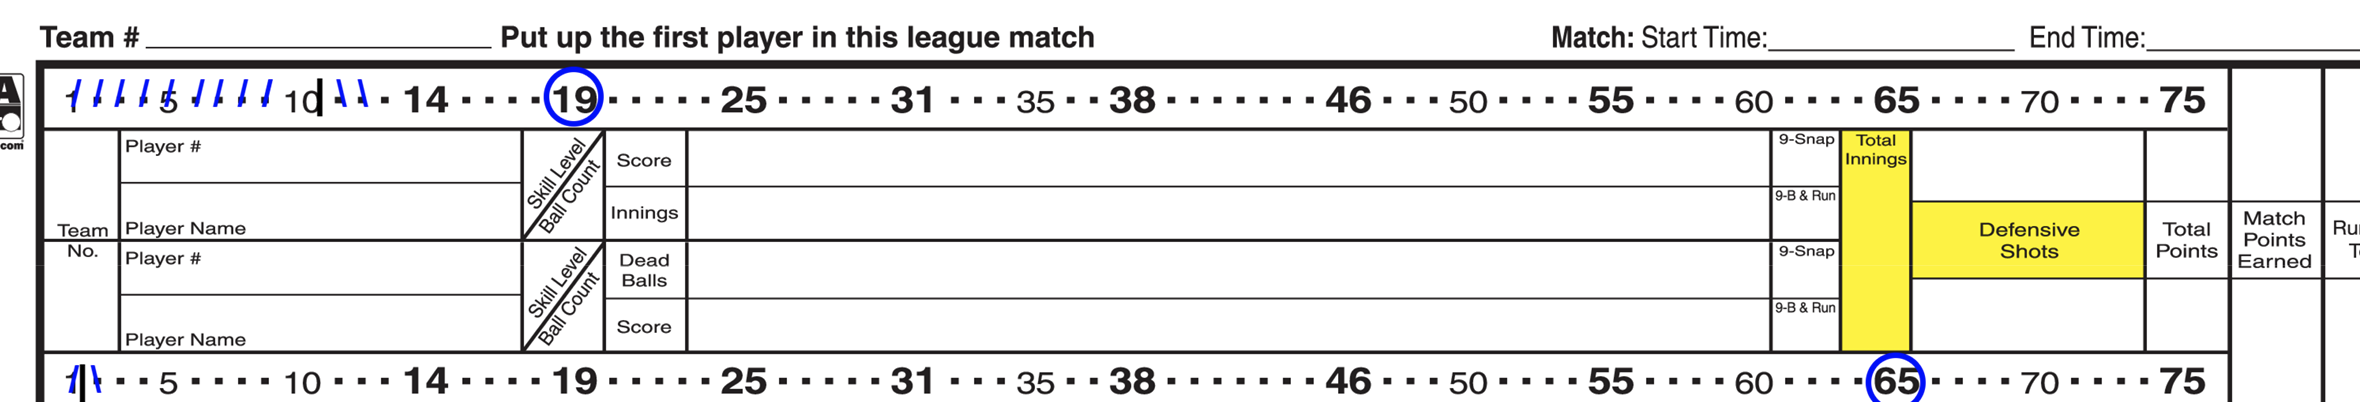 Team # Put up the first player in this league match Match: Start Time: End Time:
A
.com
1 · · · 5 · · · · 10 · · · 14 · · · · 19 · · · · · 25 · · · · · 31 · · · 35 · · 38 · · · · · · · 46 · · · 50 · · · · 55 · · · · 60 · · · · 65 · · · · 70 · · · · 75
Team
No.
Player #
Player Name
Skill Level
Ball Count
Score
Innings
9-Snap
9-B & Run
Total
Innings
Player #
Player Name
Skill Level
Ball Count
Dead
Balls
Score
9-Snap
9-B & Run
Defensive
Shots
Total
Points
Match
Points
Earned
1 · · · 5 · · · · 10 · · · 14 · · · · 19 · · · · · 25 · · · · · 31 · · · 35 · · 38 · · · · · · · 46 · · · 50 · · · · 55 · · · · 60 · · · · 65 · · · · 70 · · · · 75